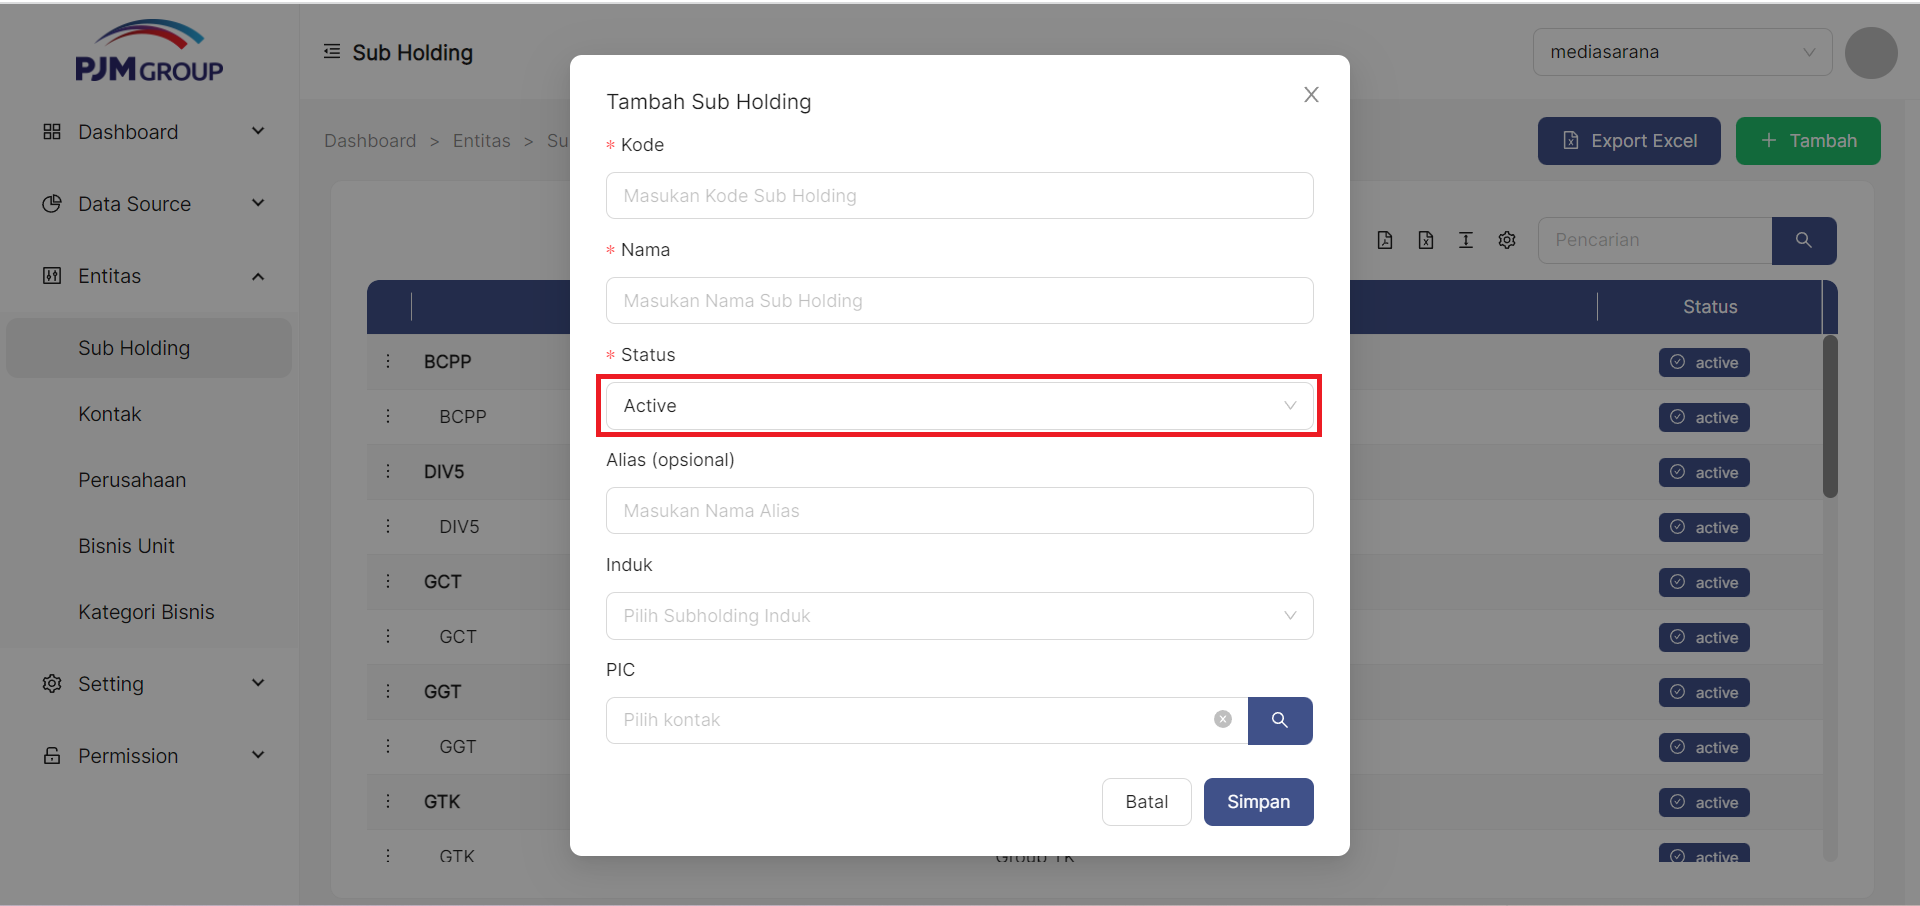 PJM GROUP
Dashboard
Data Source
Entitas
Sub Holding
Kontak
Perusahaan
Bisnis Unit
Kategori Bisnis
Setting
Permission
Sub Holding
mediasarana
Dashboard > Entitas > Su
Export Excel
+ Tambah
Pencarian
Status
BCPP active
BCPP active
DIV5 active
DIV5 active
GCT active
GCT active
GGT active
GGT active
GTK active
GTK Group TK active
Tambah Sub Holding
* Kode
Masukan Kode Sub Holding
* Nama
Masukan Nama Sub Holding
* Status
Active
Alias (opsional)
Masukan Nama Alias
Induk
Pilih Subholding Induk
PIC
Pilih kontak
Batal
Simpan